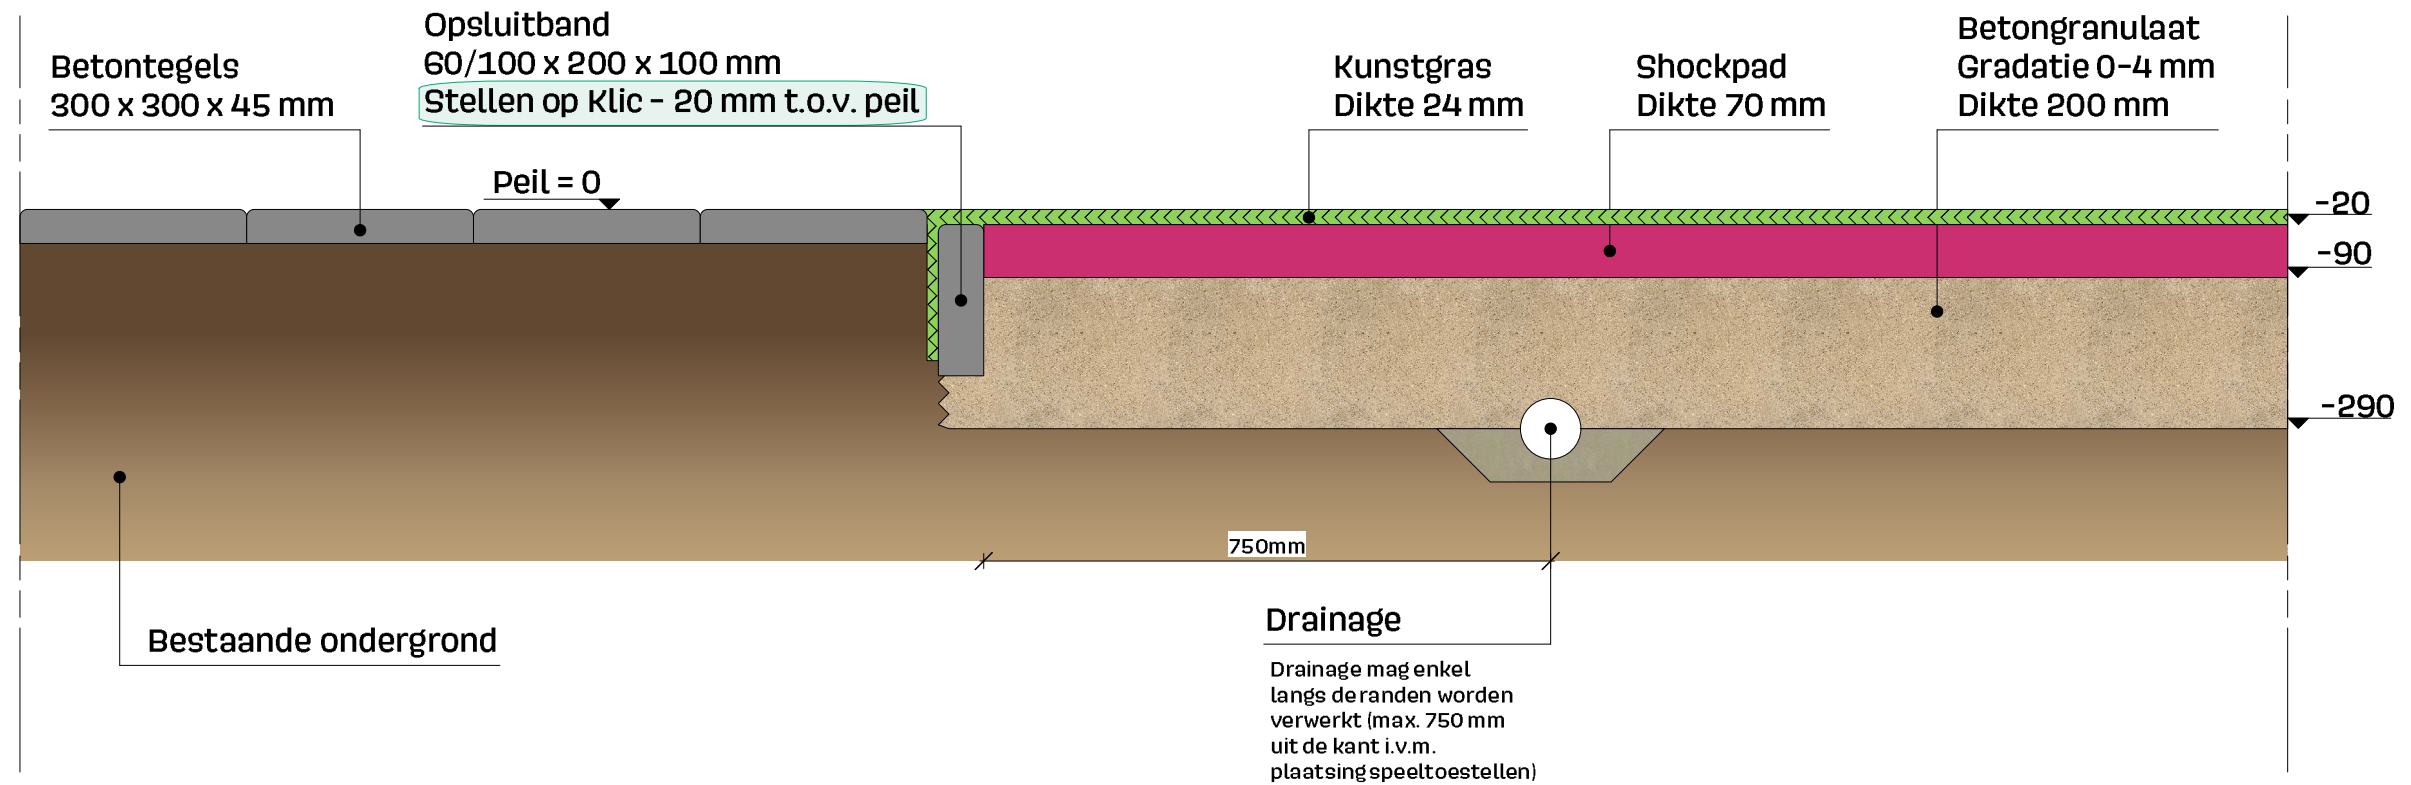 Betontegels
300 x 300 x 45 mm
Opsluitband
60/100 x 200 x 100 mm
Stellen op Klic - 20 mm t.o.v. peil
Kunstgras
Dikte 24 mm
Shockpad
Dikte 70 mm
Betongranulaat
Gradatie 0-4 mm
Dikte 200 mm
Peil = 0
-20
-90
-290
750mm
Bestaande ondergrond
Drainage
Drainage mag enkel
langs de randen worden
verwerkt (max. 750 mm
uit de kant i.v.m.
plaatsing speeltoestellen)